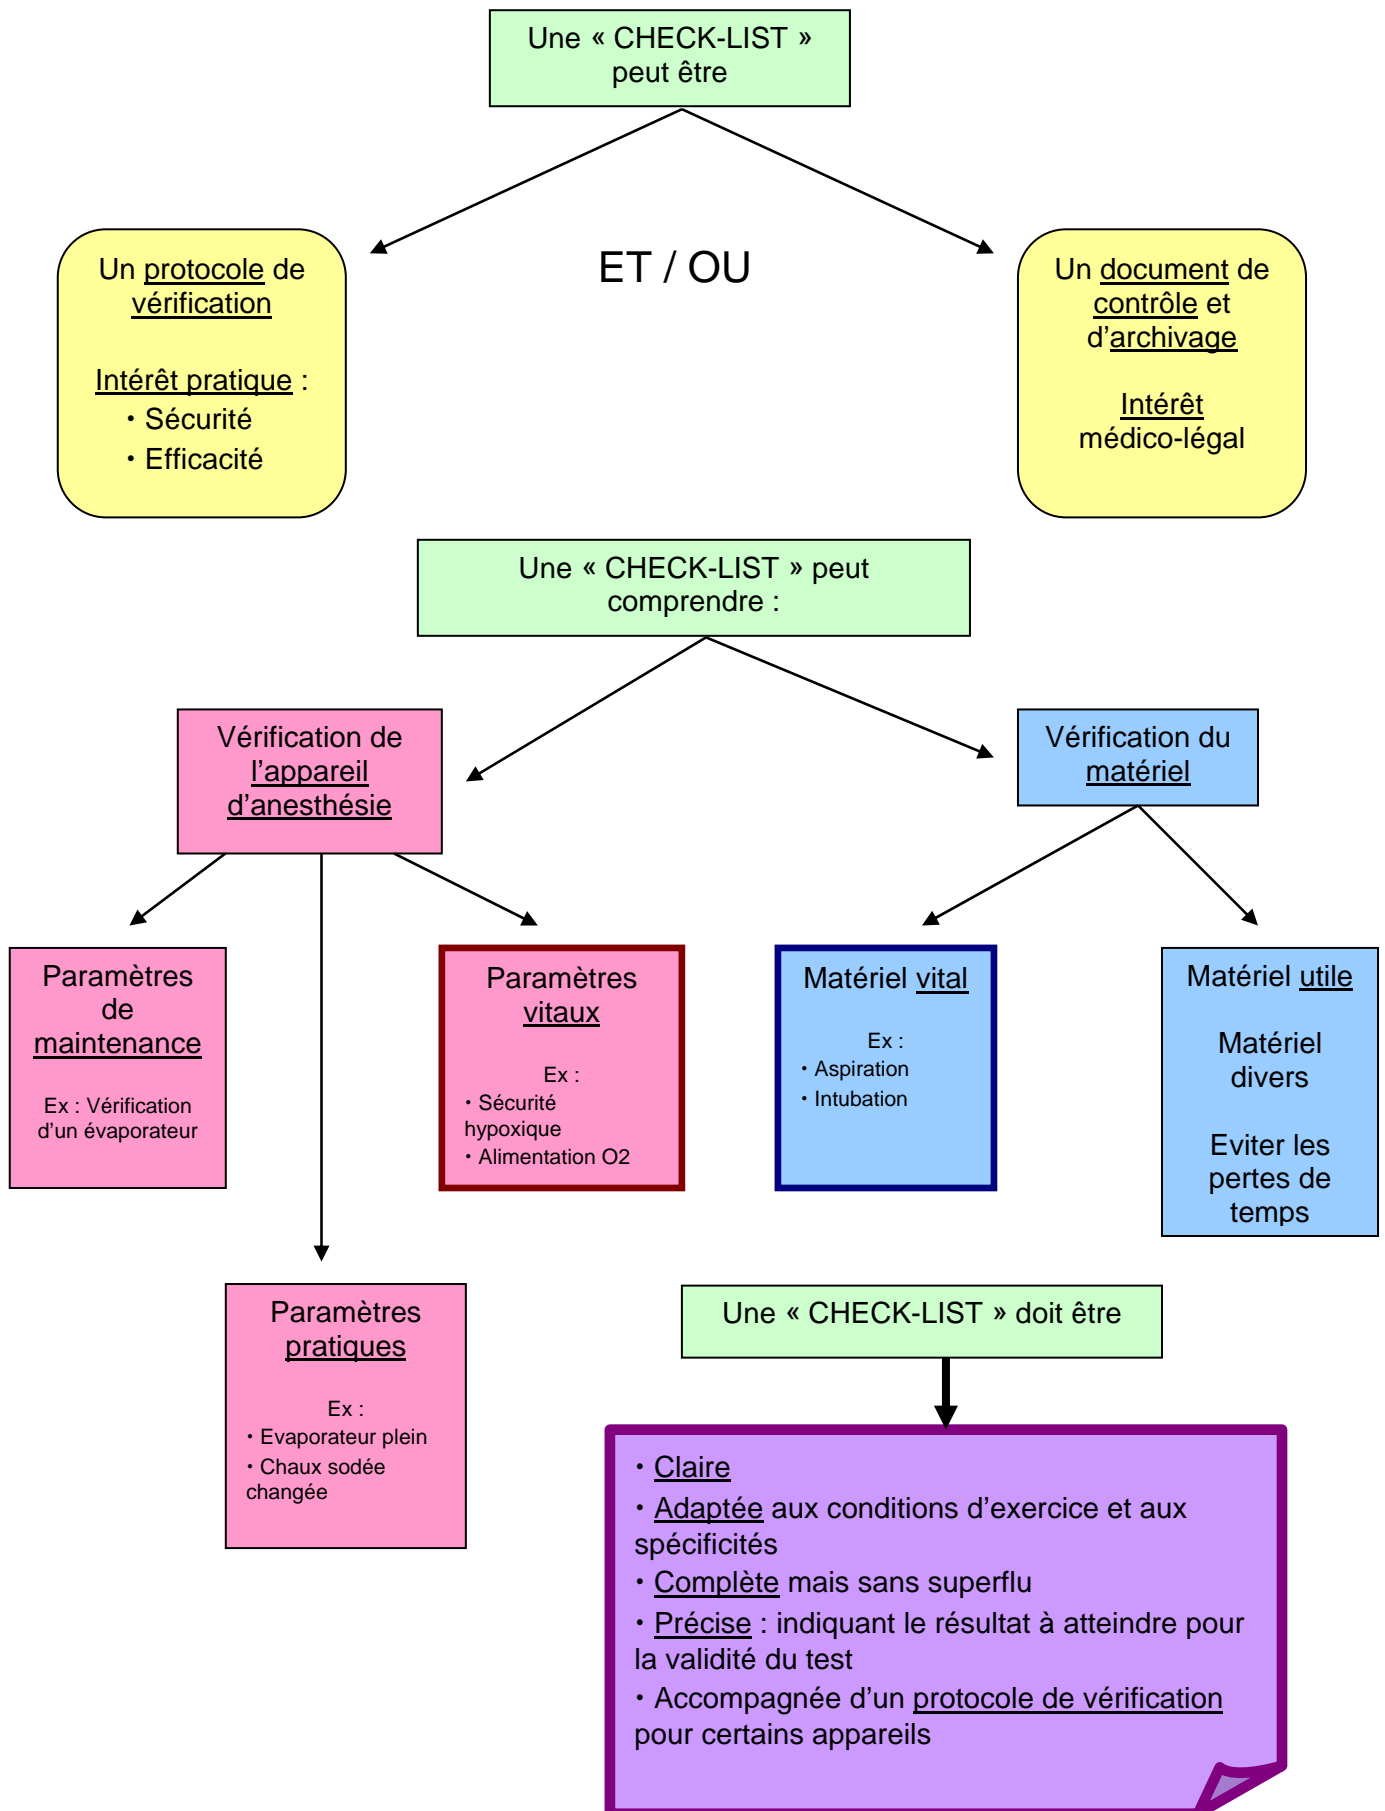 Une « CHECK-LIST »
peut être
Un protocole de
vérification
Intérêt pratique :
• Sécurité
• Efficacité
ET / OU
Un document de
contrôle et
d’archivage
Intérêt
médico-légal
Une « CHECK-LIST » peut
comprendre :
Vérification de
l’appareil
d’anesthésie
Vérification du
matériel
Paramètres
de
maintenance
Ex : Vérification
d’un évaporateur
Paramètres
vitaux
Ex :
• Sécurité
hypoxique
• Alimentation O2
Matériel vital
Ex :
• Aspiration
• Intubation
Matériel utile
Matériel
divers
Eviter les
pertes de
temps
Paramètres
pratiques
Ex :
• Evaporateur plein
• Chaux sodée
changée
Une « CHECK-LIST » doit être
• Claire
• Adaptée aux conditions d’exercice et aux
spécificités
• Complète mais sans superflu
• Précise : indiquant le résultat à atteindre pour
la validité du test
• Accompagnée d’un protocole de vérification
pour certains appareils